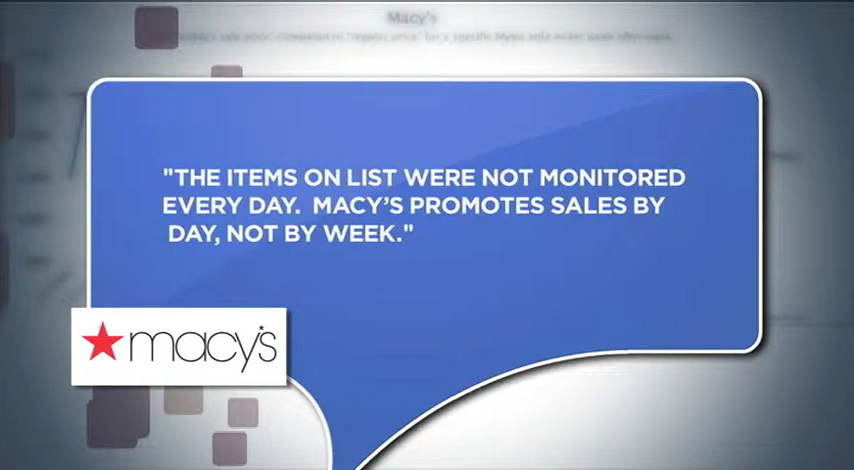 Macy's
"THE ITEMS ON LIST WERE NOT MONITORED
EVERY DAY.  MACY'S PROMOTES SALES BY
DAY, NOT BY WEEK."
macy's